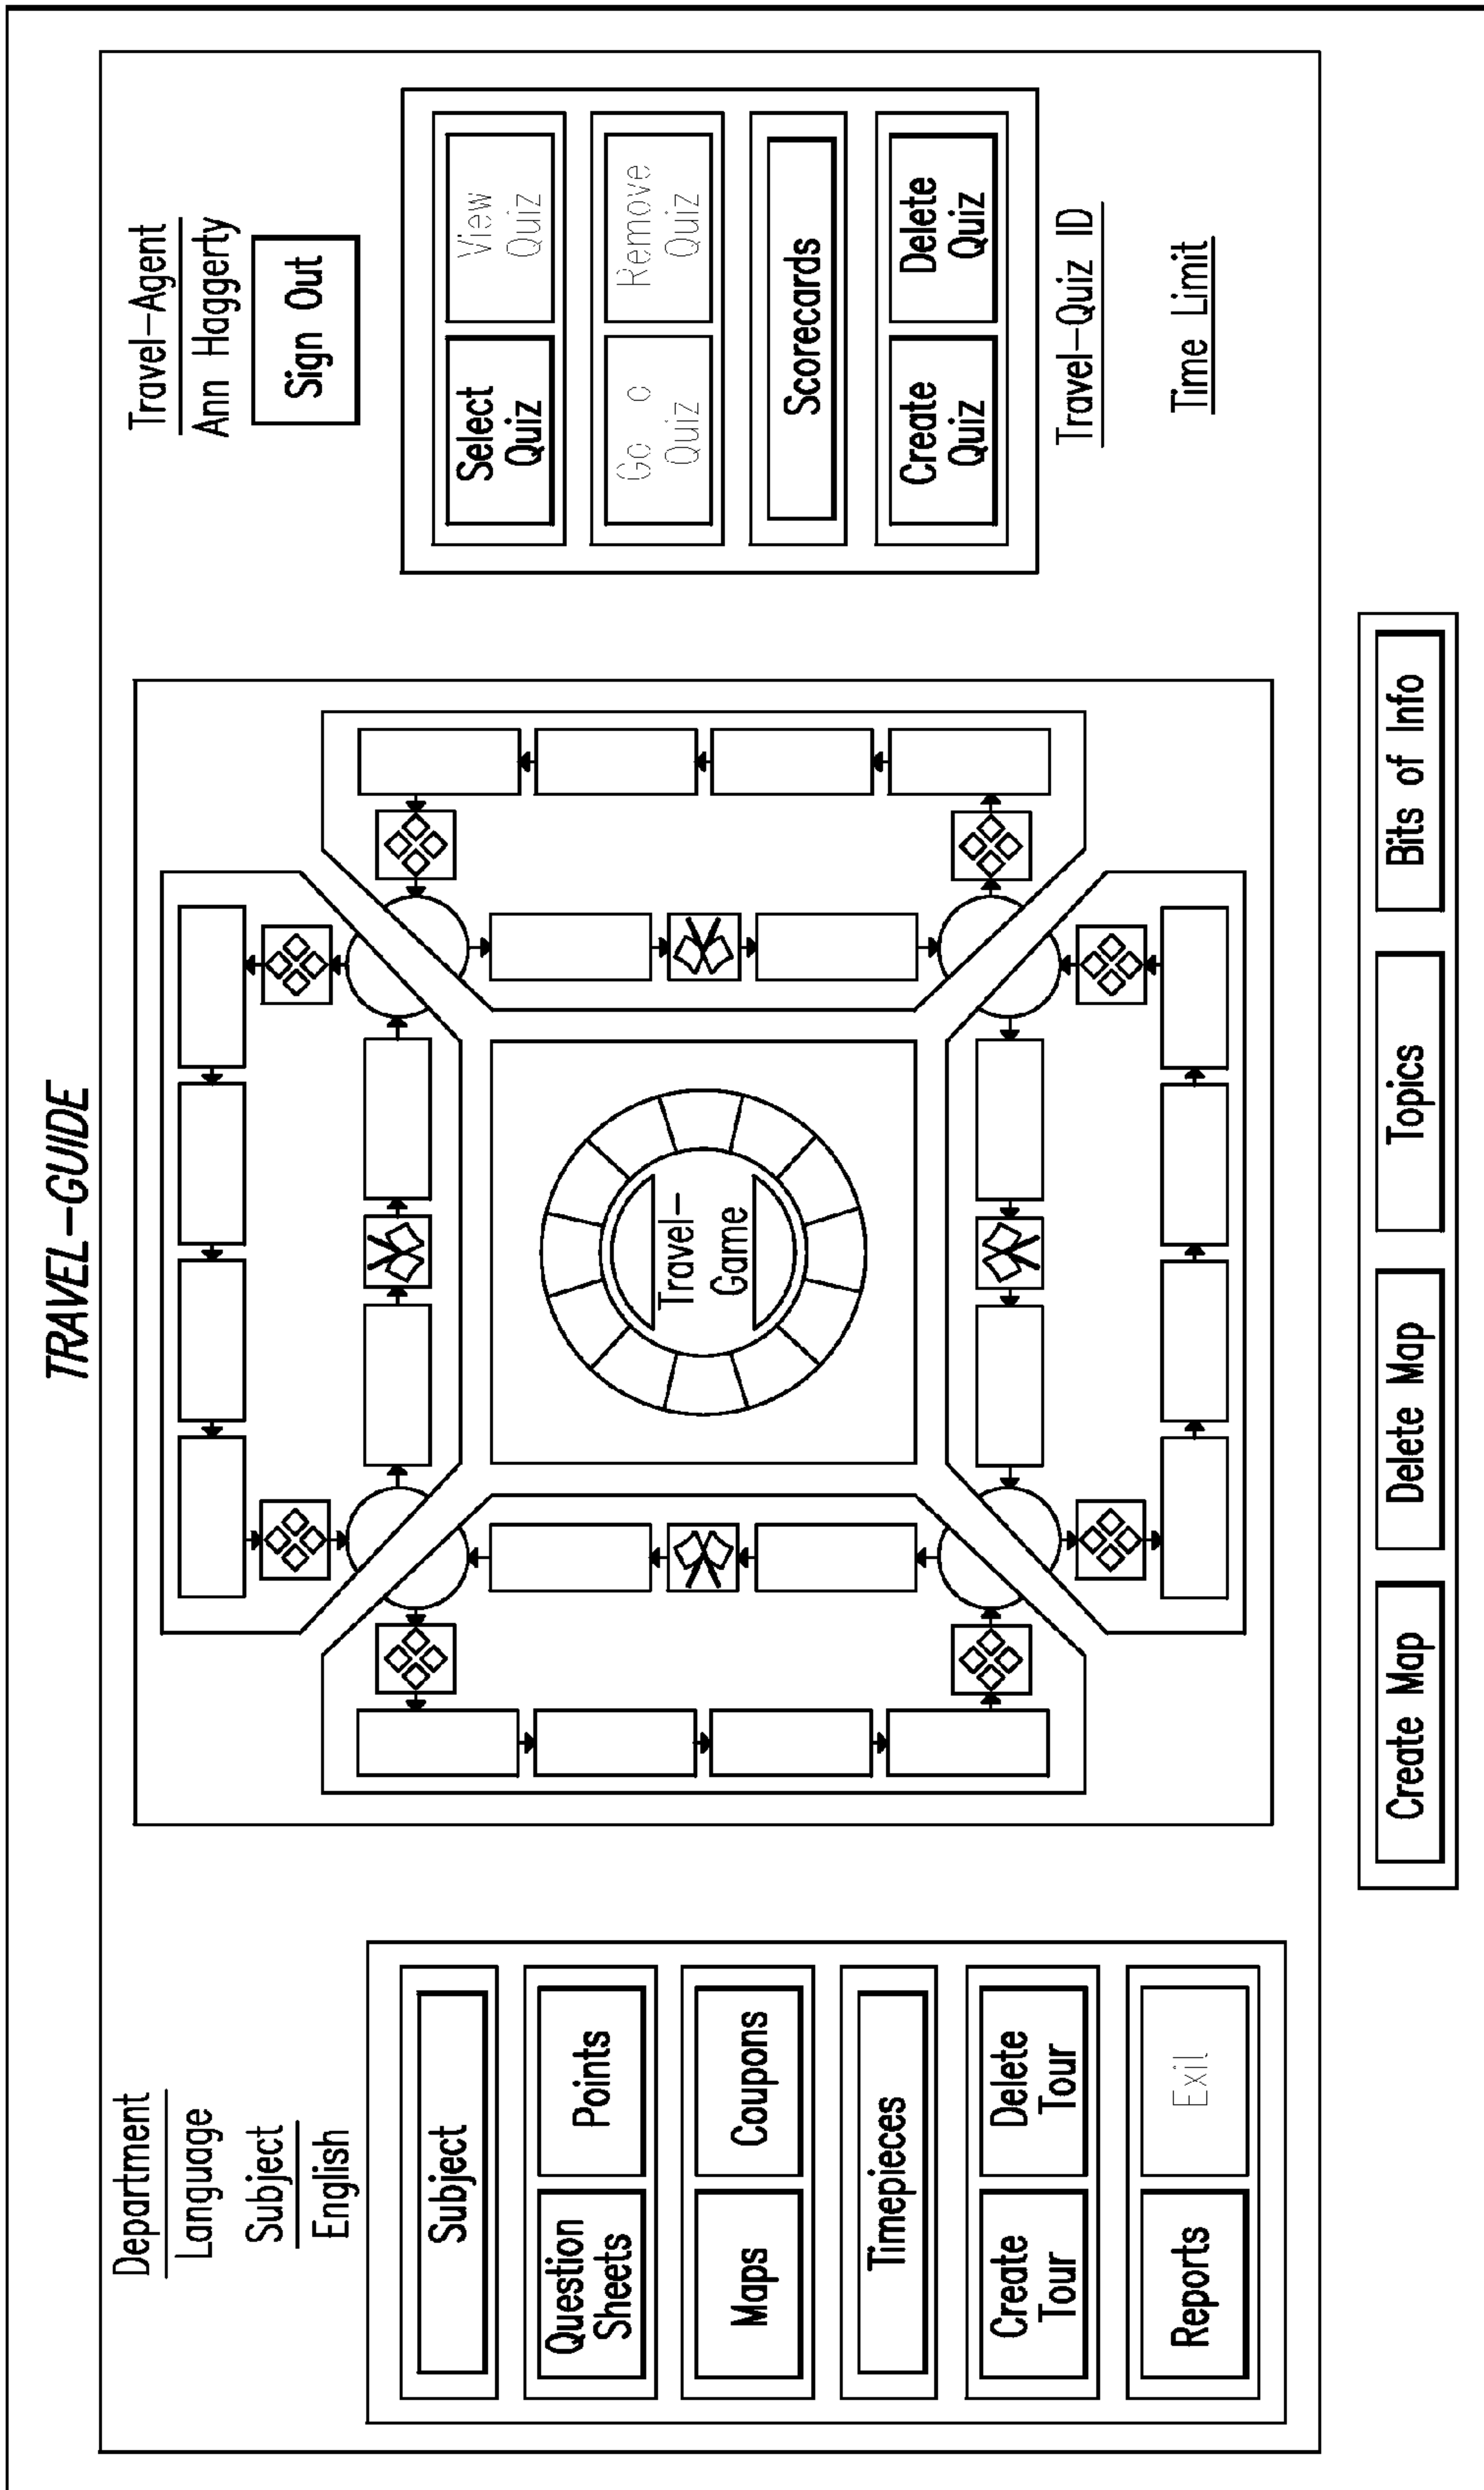 TRAVEL-GUIDE
Department
Language
Subject
English
Subject
Question
Sheets
Points
Maps
Coupons
Timepieces
Create
Tour
Delete
Tour
Reports
Exit
Travel-
Game
Travel-Agent
Ann Haggerty
Sign Out
Select
Quiz
View
Quiz
Go c
Quiz
Remove
Quiz
Scorecards
Create
Quiz
Delete
Quiz
Travel-Quiz ID
Time Limit
Create Map
Delete Map
Topics
Bits of Info